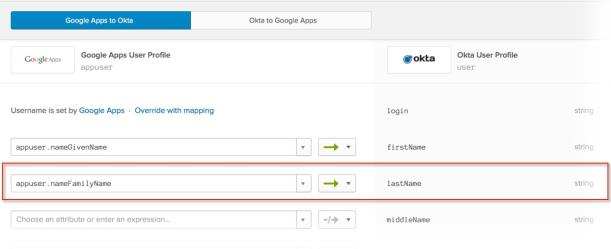 Google Apps to Okta Okta to Google Apps
Google Apps Google Apps User Profile okta Okta User Profile
appuser user
Username is set by Google Apps · Override with mapping login string
appuser.nameGivenName firstName string
appuser.nameFamilyName lastName string
Choose an attribute or enter an expression... middleName string